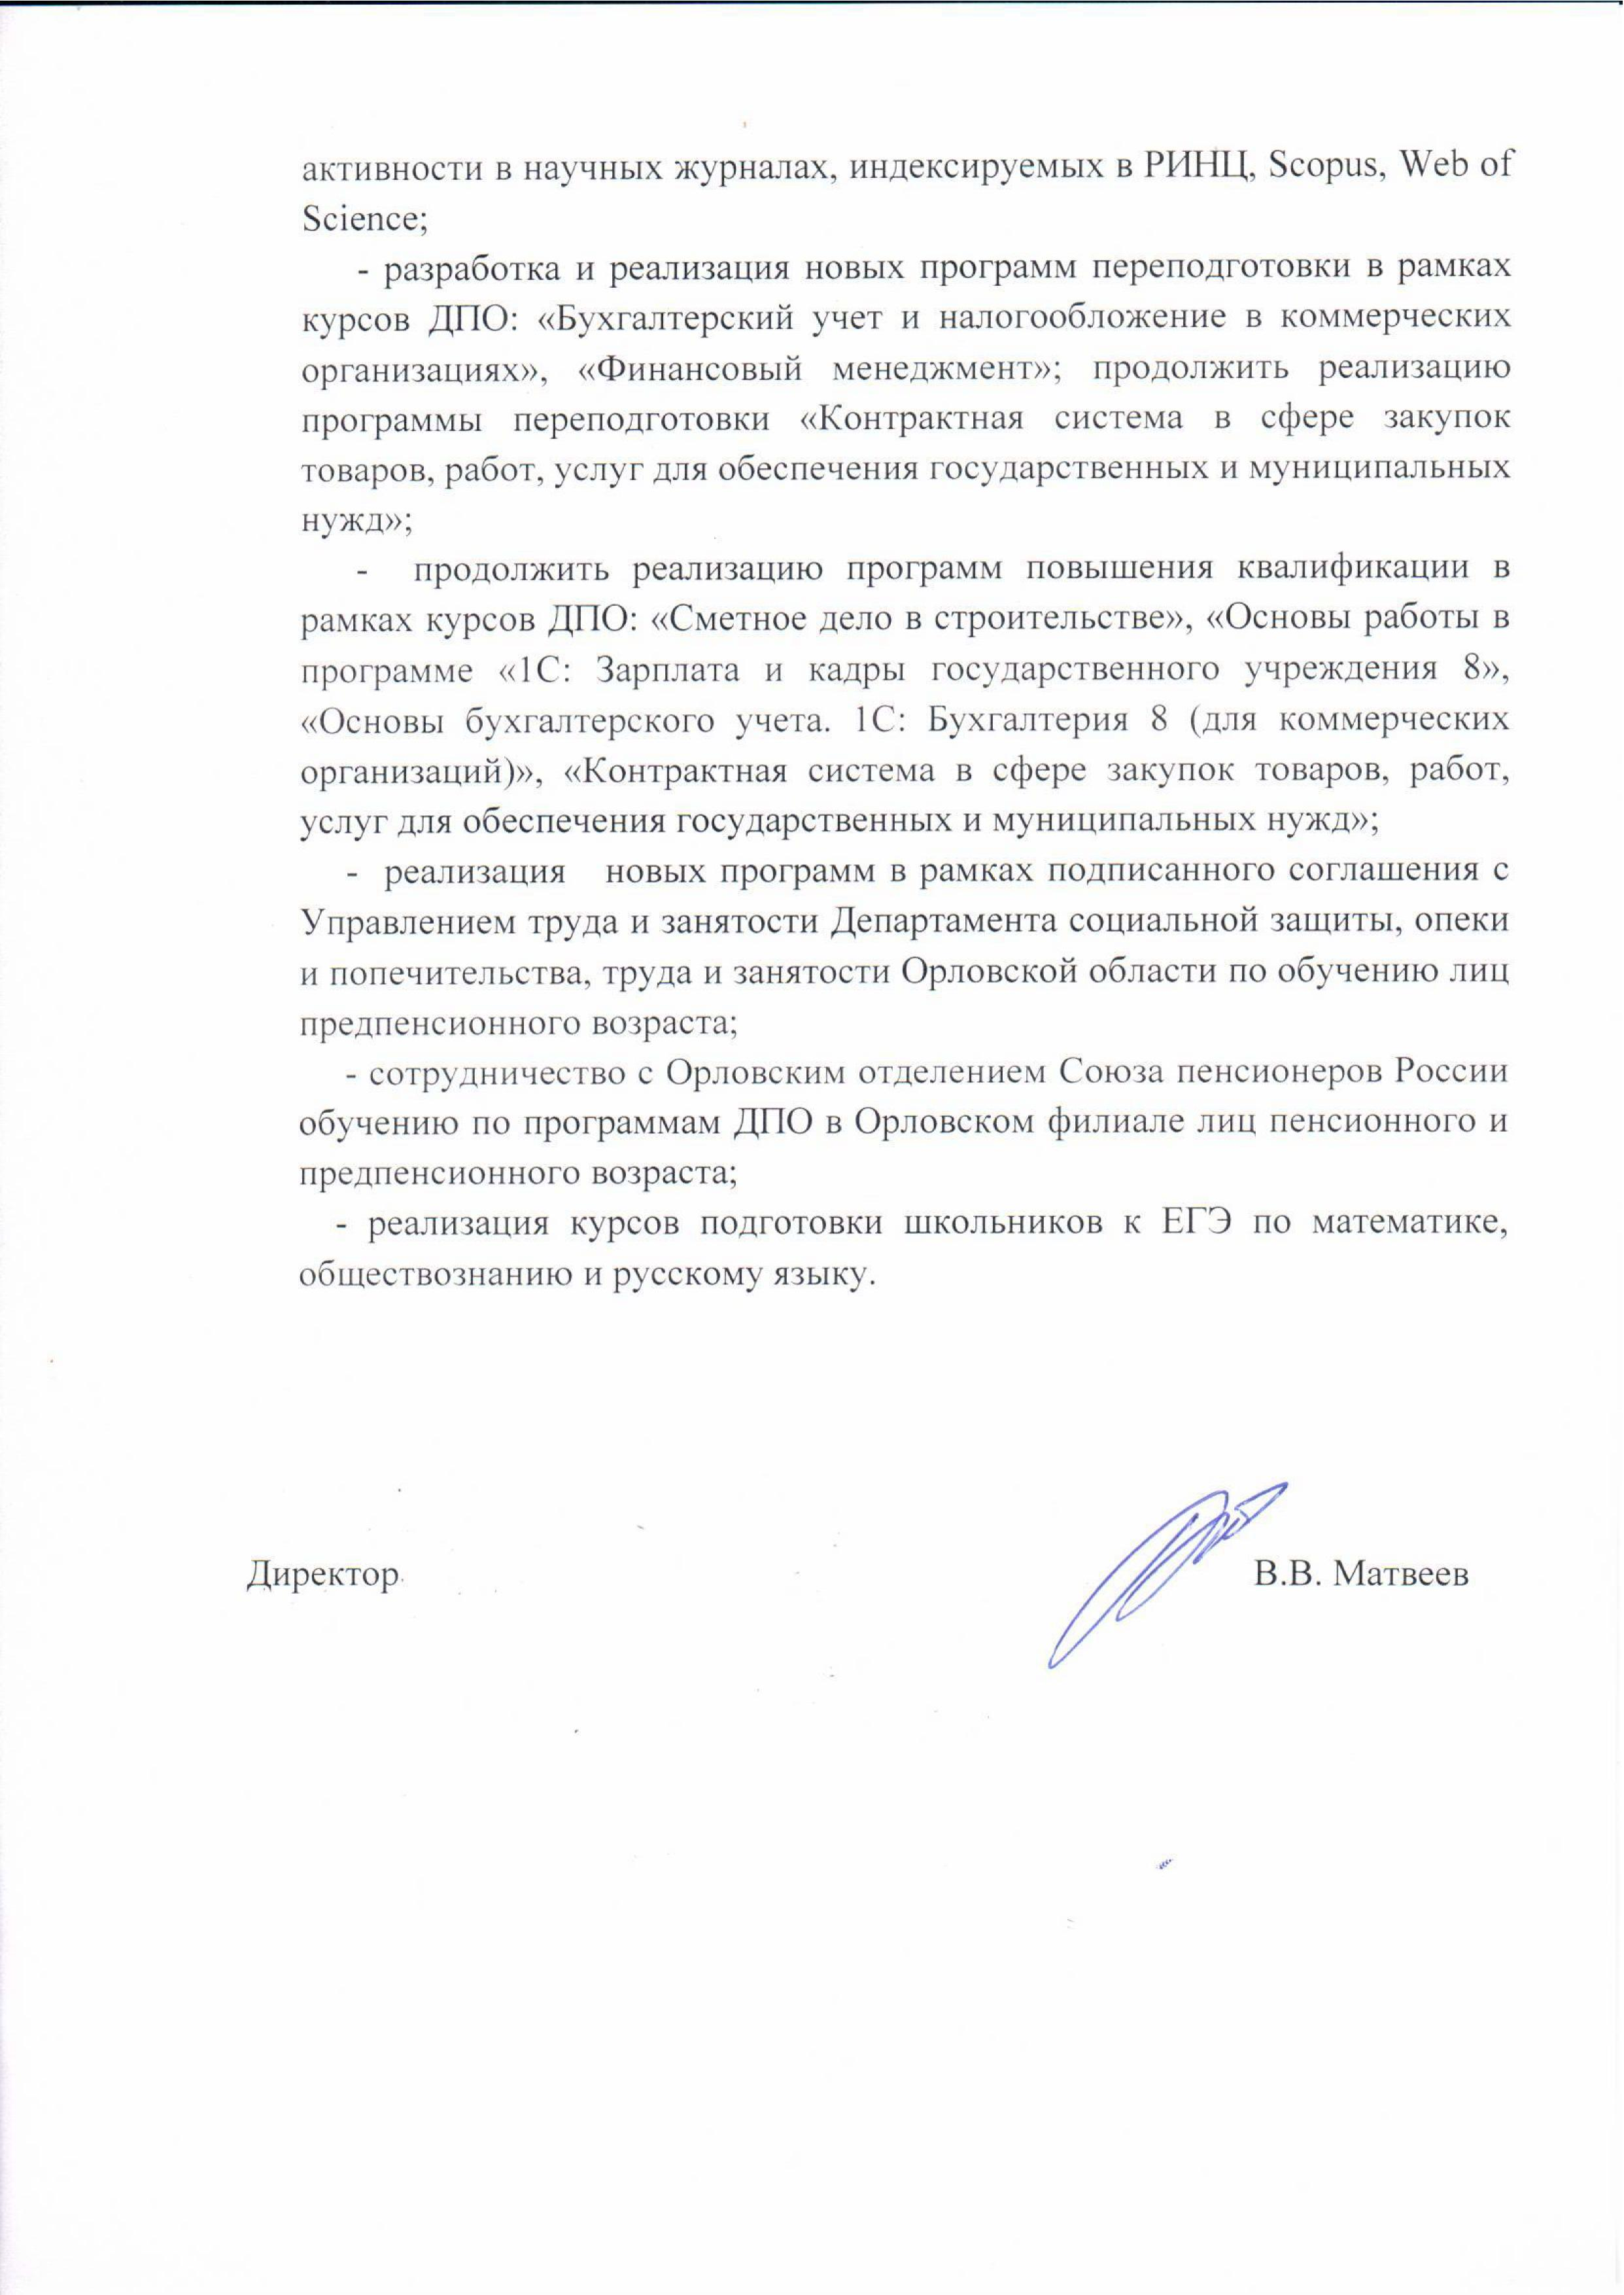 активности в научных журналах, индексируемых в РИНЦ, Scopus, Web of
Science;
- разработка и реализация новых программ переподготовки в рамках
курсов ДПО: «Бухгалтерский учет и налогообложение в коммерческих
организациях», «Финансовый менеджмент»; продолжить реализацию
программы переподготовки «Контрактная система в сфере закупок
товаров, работ, услуг для обеспечения государственных и муниципальных
нужд»;
- продолжить реализацию программ повышения квалификации в
рамках курсов ДПО: «Сметное дело в строительстве», «Основы работы в
программе «1С: Зарплата и кадры государственного учреждения 8»,
«Основы бухгалтерского учета. 1С: Бухгалтерия 8 (для коммерческих
организаций)», «Контрактная система в сфере закупок товаров, работ,
услуг для обеспечения государственных и муниципальных нужд»;
- реализация новых программ в рамках подписанного соглашения с
Управлением труда и занятости Департамента социальной защиты, опеки
и попечительства, труда и занятости Орловской области по обучению лиц
предпенсионного возраста;
- сотрудничество с Орловским отделением Союза пенсионеров России
обучению по программам ДПО в Орловском филиале лиц пенсионного и
предпенсионного возраста;
- реализация курсов подготовки школьников к ЕГЭ по математике,
обществознанию и русскому языку.
Директор В.В. Матвеев